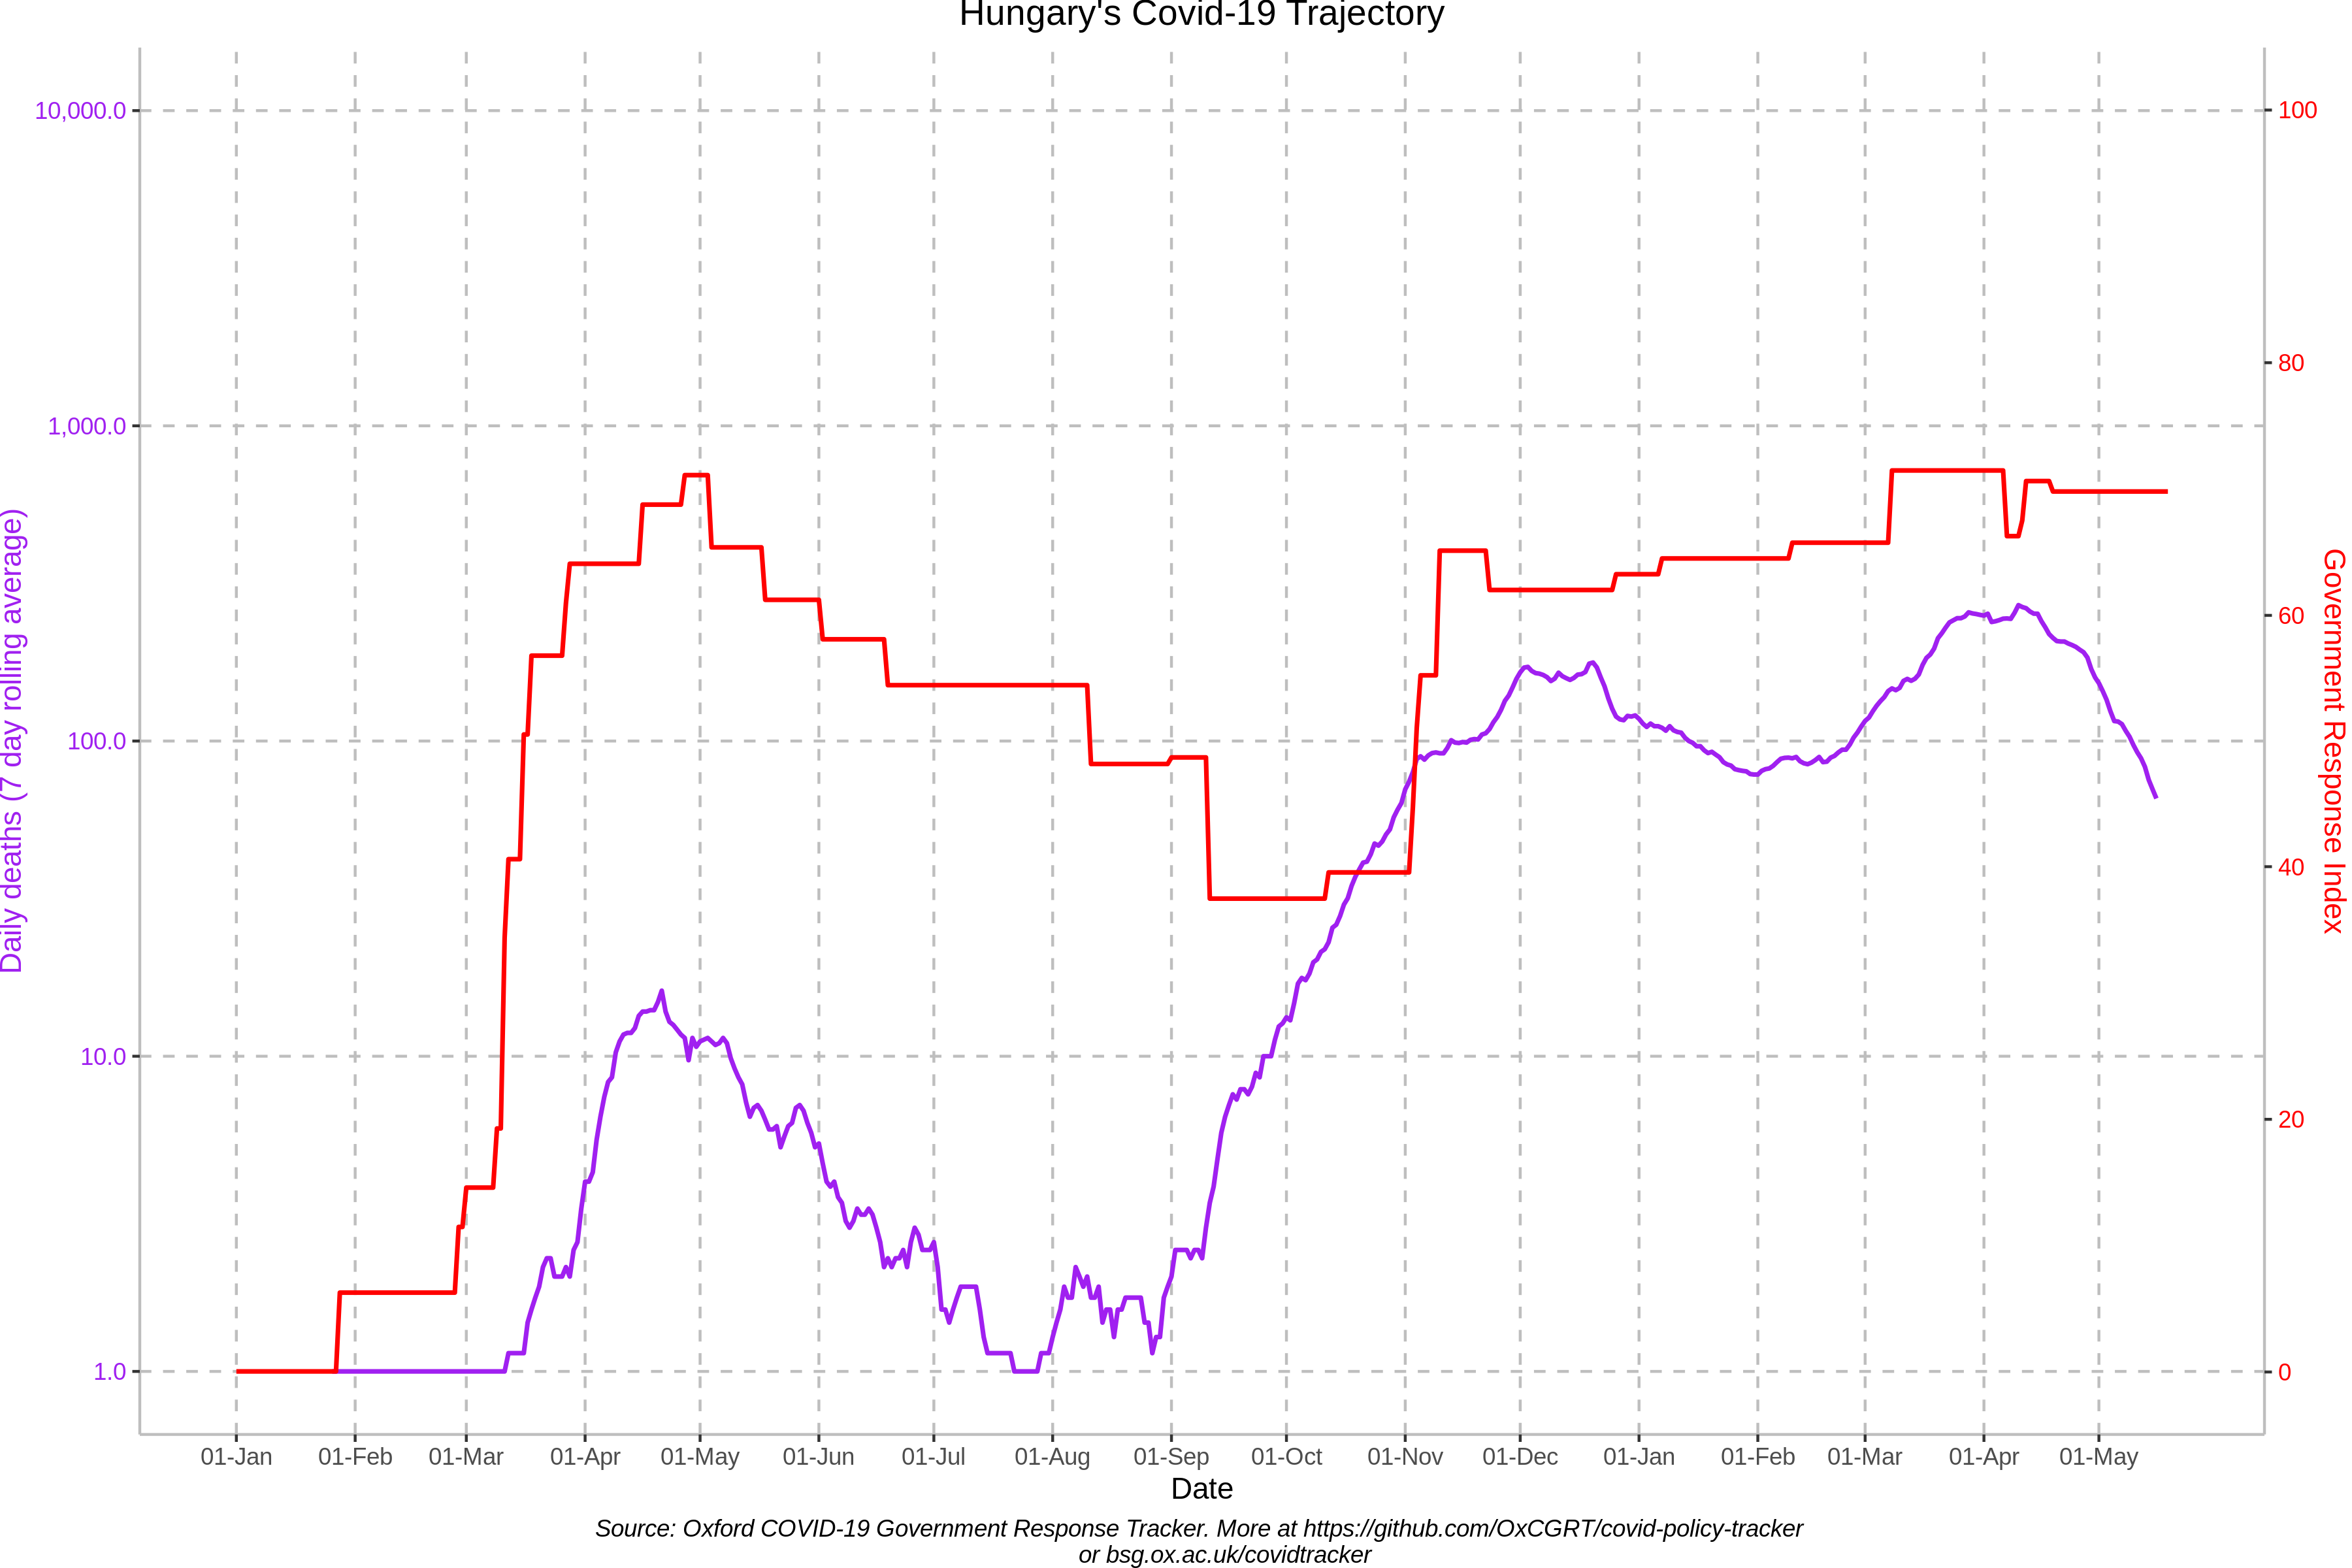 Hungary's Covid-19 Trajectory
10,000.0
1,000.0
100.0
10.0
1.0
Daily deaths (7 day rolling average)
100
80
60
40
20
0
Government Response Index
01-Jan 01-Feb 01-Mar 01-Apr 01-May 01-Jun 01-Jul 01-Aug 01-Sep 01-Oct 01-Nov 01-Dec 01-Jan 01-Feb 01-Mar 01-Apr 01-May
Date
Source: Oxford COVID-19 Government Response Tracker. More at https://github.com/OxCGRT/covid-policy-tracker
or bsg.ox.ac.uk/covidtracker